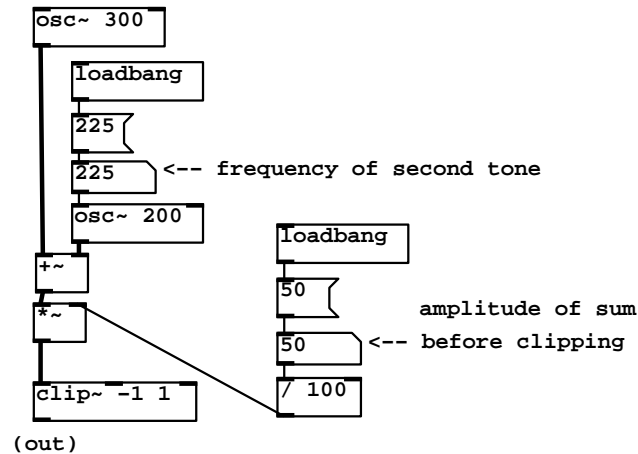 osc~ 300
loadbang
225
225
<-- frequency of second tone
osc~ 200
loadbang
+~
50
amplitude of sum
*~
50
<-- before clipping
clip~ -1 1
/ 100
(out)